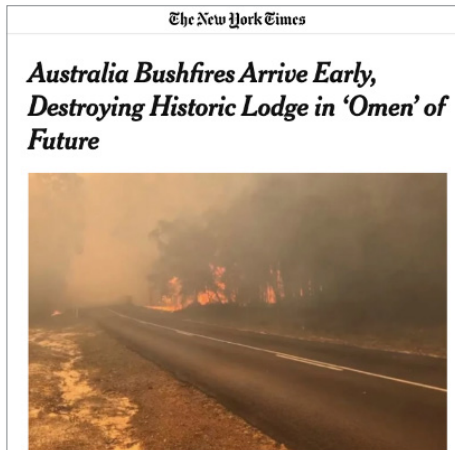 The New York Times
Australia Bushfires Arrive Early,
Destroying Historic Lodge in ‘Omen’ of
Future